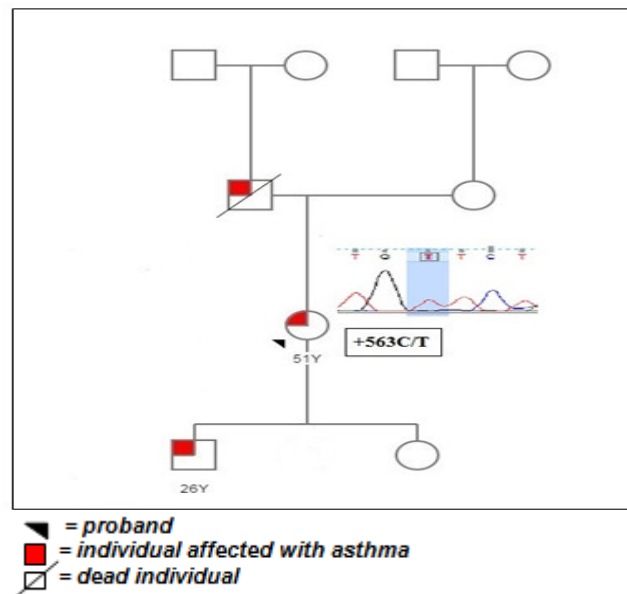 T G Y T C T
+563C/T
51Y
26Y
= proband
= individual affected with asthma
= dead individual